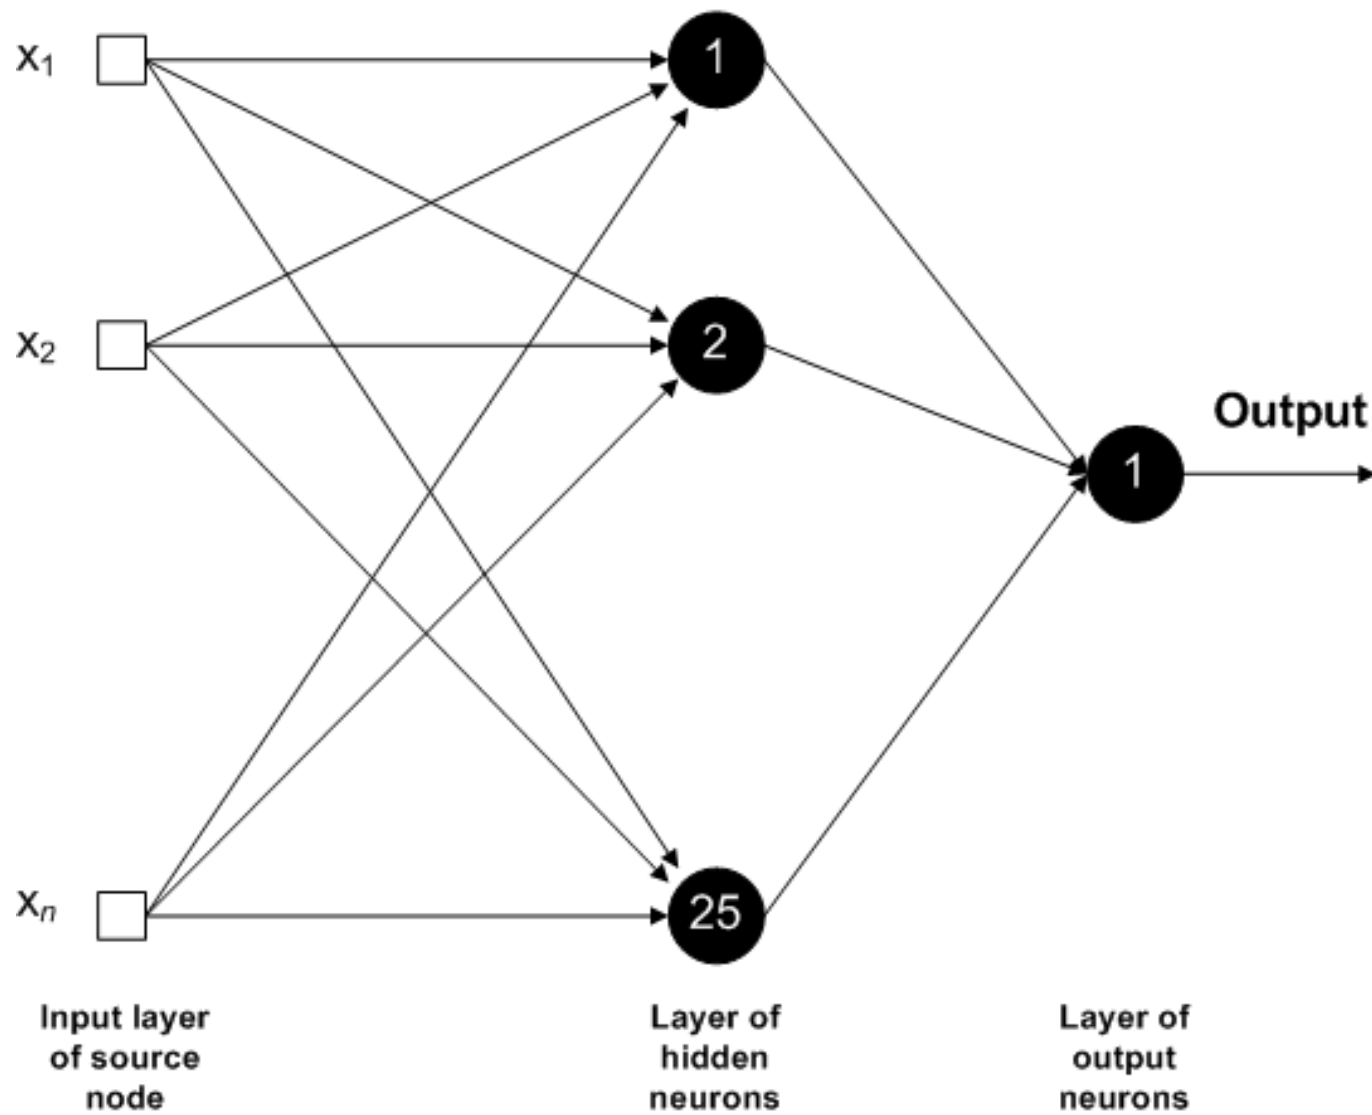 x₁
1
x₂
2
Output
1
xₙ
25
Input layer
of source
node
Layer of
hidden
neurons
Layer of
output
neurons